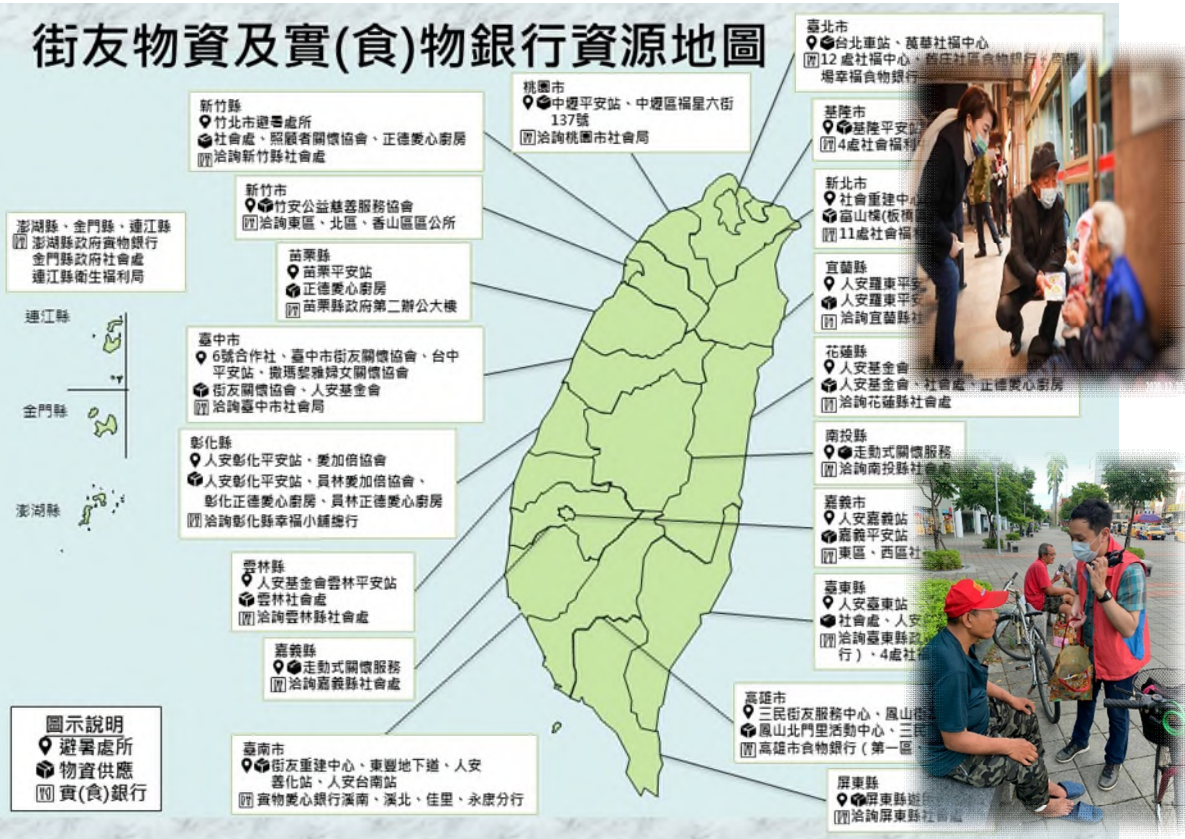 街友物資及實(食)物銀行資源地圖
臺北市
台北車站、萬華社福中心
12 處社福中心、舊庄社區食物銀行、南機
場幸福食物銀行
桃園市
中壢平安站、中壢區福星六街
137號
洽詢桃園市社會局
新竹縣
竹北市避暑處所
社會處、照顧者關懷協會、正德愛心廚房
洽詢新竹縣社會處
基隆市
基隆平安站
4處社會福利
新竹市
竹安公益慈善服務協會
洽詢東區、北區、香山區區公所
新北市
社會重建中心
富山樓(板橋
11處社會福利
澎湖縣、金門縣、連江縣
澎湖縣政府實物銀行
金門縣政府社會處
連江縣衛生福利局
苗栗縣
苗栗平安站
正德愛心廚房
苗栗縣政府第二辦公大樓
宜蘭縣
人安羅東平
人安羅東平
洽詢宜蘭縣社
連江縣
臺中市
6號合作社、臺中市街友關懷協會、台中
平安站、撒瑪黎雅婦女關懷協會
街友關懷協會、人安基金會
洽詢臺中市社會局
花蓮縣
人安基金會
人安基金會、社會處、正德愛心廚房
洽詢花蓮縣社會處
金門縣
彰化縣
人安彰化平安站、愛加倍協會
人安彰化平安站、員林愛加倍協會、
彰化正德愛心廚房、員林正德愛心廚房
洽詢彰化縣幸福小舖總行
南投縣
走動式關懷服務
洽詢南投縣社會處
澎湖縣
嘉義市
人安嘉義站
嘉義平安站
東區、西區社
雲林縣
人安基金會雲林平安站
雲林社會處
洽詢雲林縣社會處
臺東縣
人安臺東站
社會處、人安
洽詢臺東縣政
行)、4處社福
嘉義縣
走動式關懷服務
洽詢嘉義縣社會處
高雄市
三民街友服務中心、鳳山街
鳳山北門里活動中心、三民
高雄市食物銀行(第一區、
圖示說明
避暑處所
物資供應
實(食)銀行
臺南市
街友重建中心、東豐地下道、人安
善化站、人安台南站
實物愛心銀行溪南、溪北、佳里、永康分行
屏東縣
屏東縣遊
洽詢屏東縣社會處